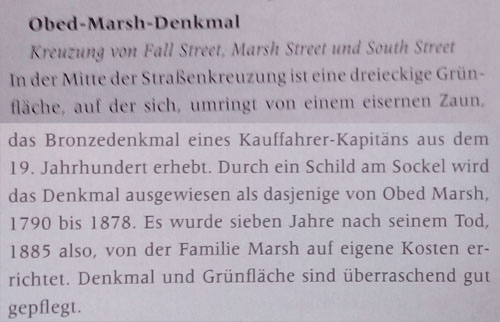 Obed-Marsh-Denkmal
Kreuzung von Fall Street, Marsh Street und South Street
In der Mitte der Straßenkreuzung ist eine dreieckige Grün-
fläche, auf der sich, umringt von einem eisernen Zaun,
das Bronzedenkmal eines Kauffahrer-Kapitäns aus dem
19. Jahrhundert erhebt. Durch ein Schild am Sockel wird
das Denkmal ausgewiesen als dasjenige von Obed Marsh,
1790 bis 1878. Es wurde sieben Jahre nach seinem Tod,
1885 also, von der Familie Marsh auf eigene Kosten er-
richtet. Denkmal und Grünfläche sind überraschend gut
gepflegt.